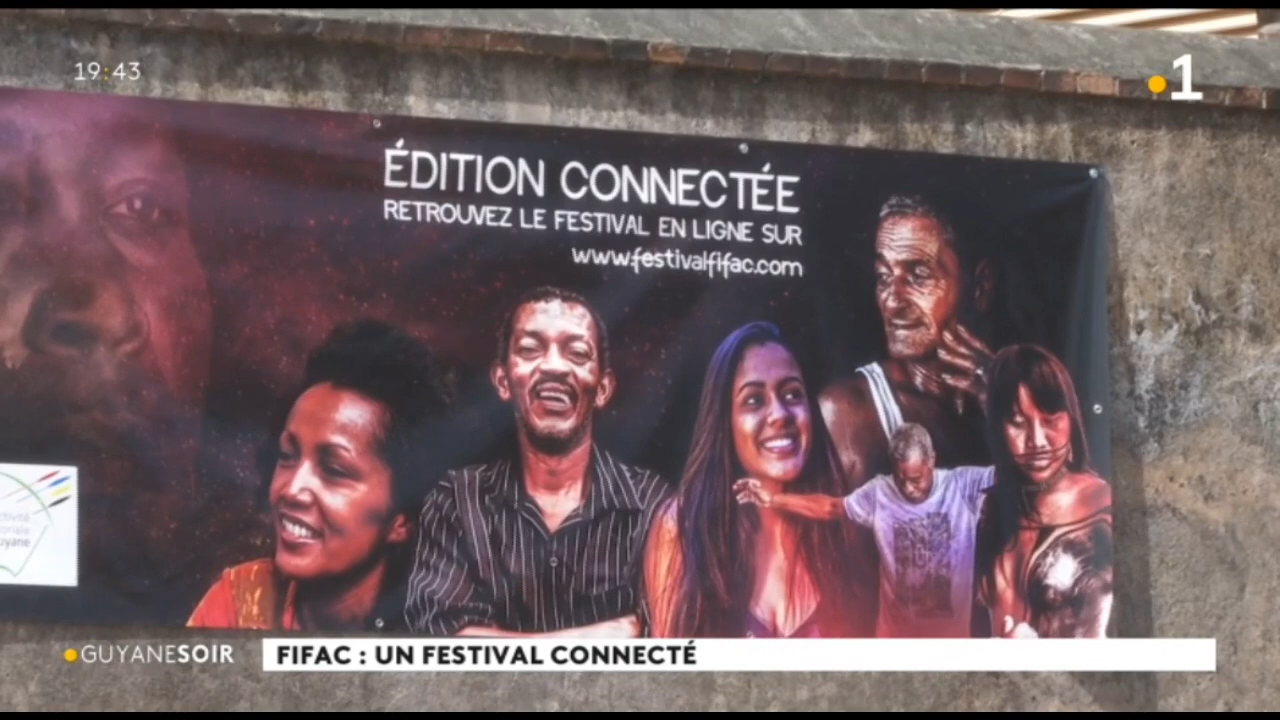 19:43
1
ÉDITION CONNECTÉE
RETROUVEZ LE FESTIVAL EN LIGNE SUR
www.festivalfifac.com
GUYANESOIR
FIFAC : UN FESTIVAL CONNECTÉ